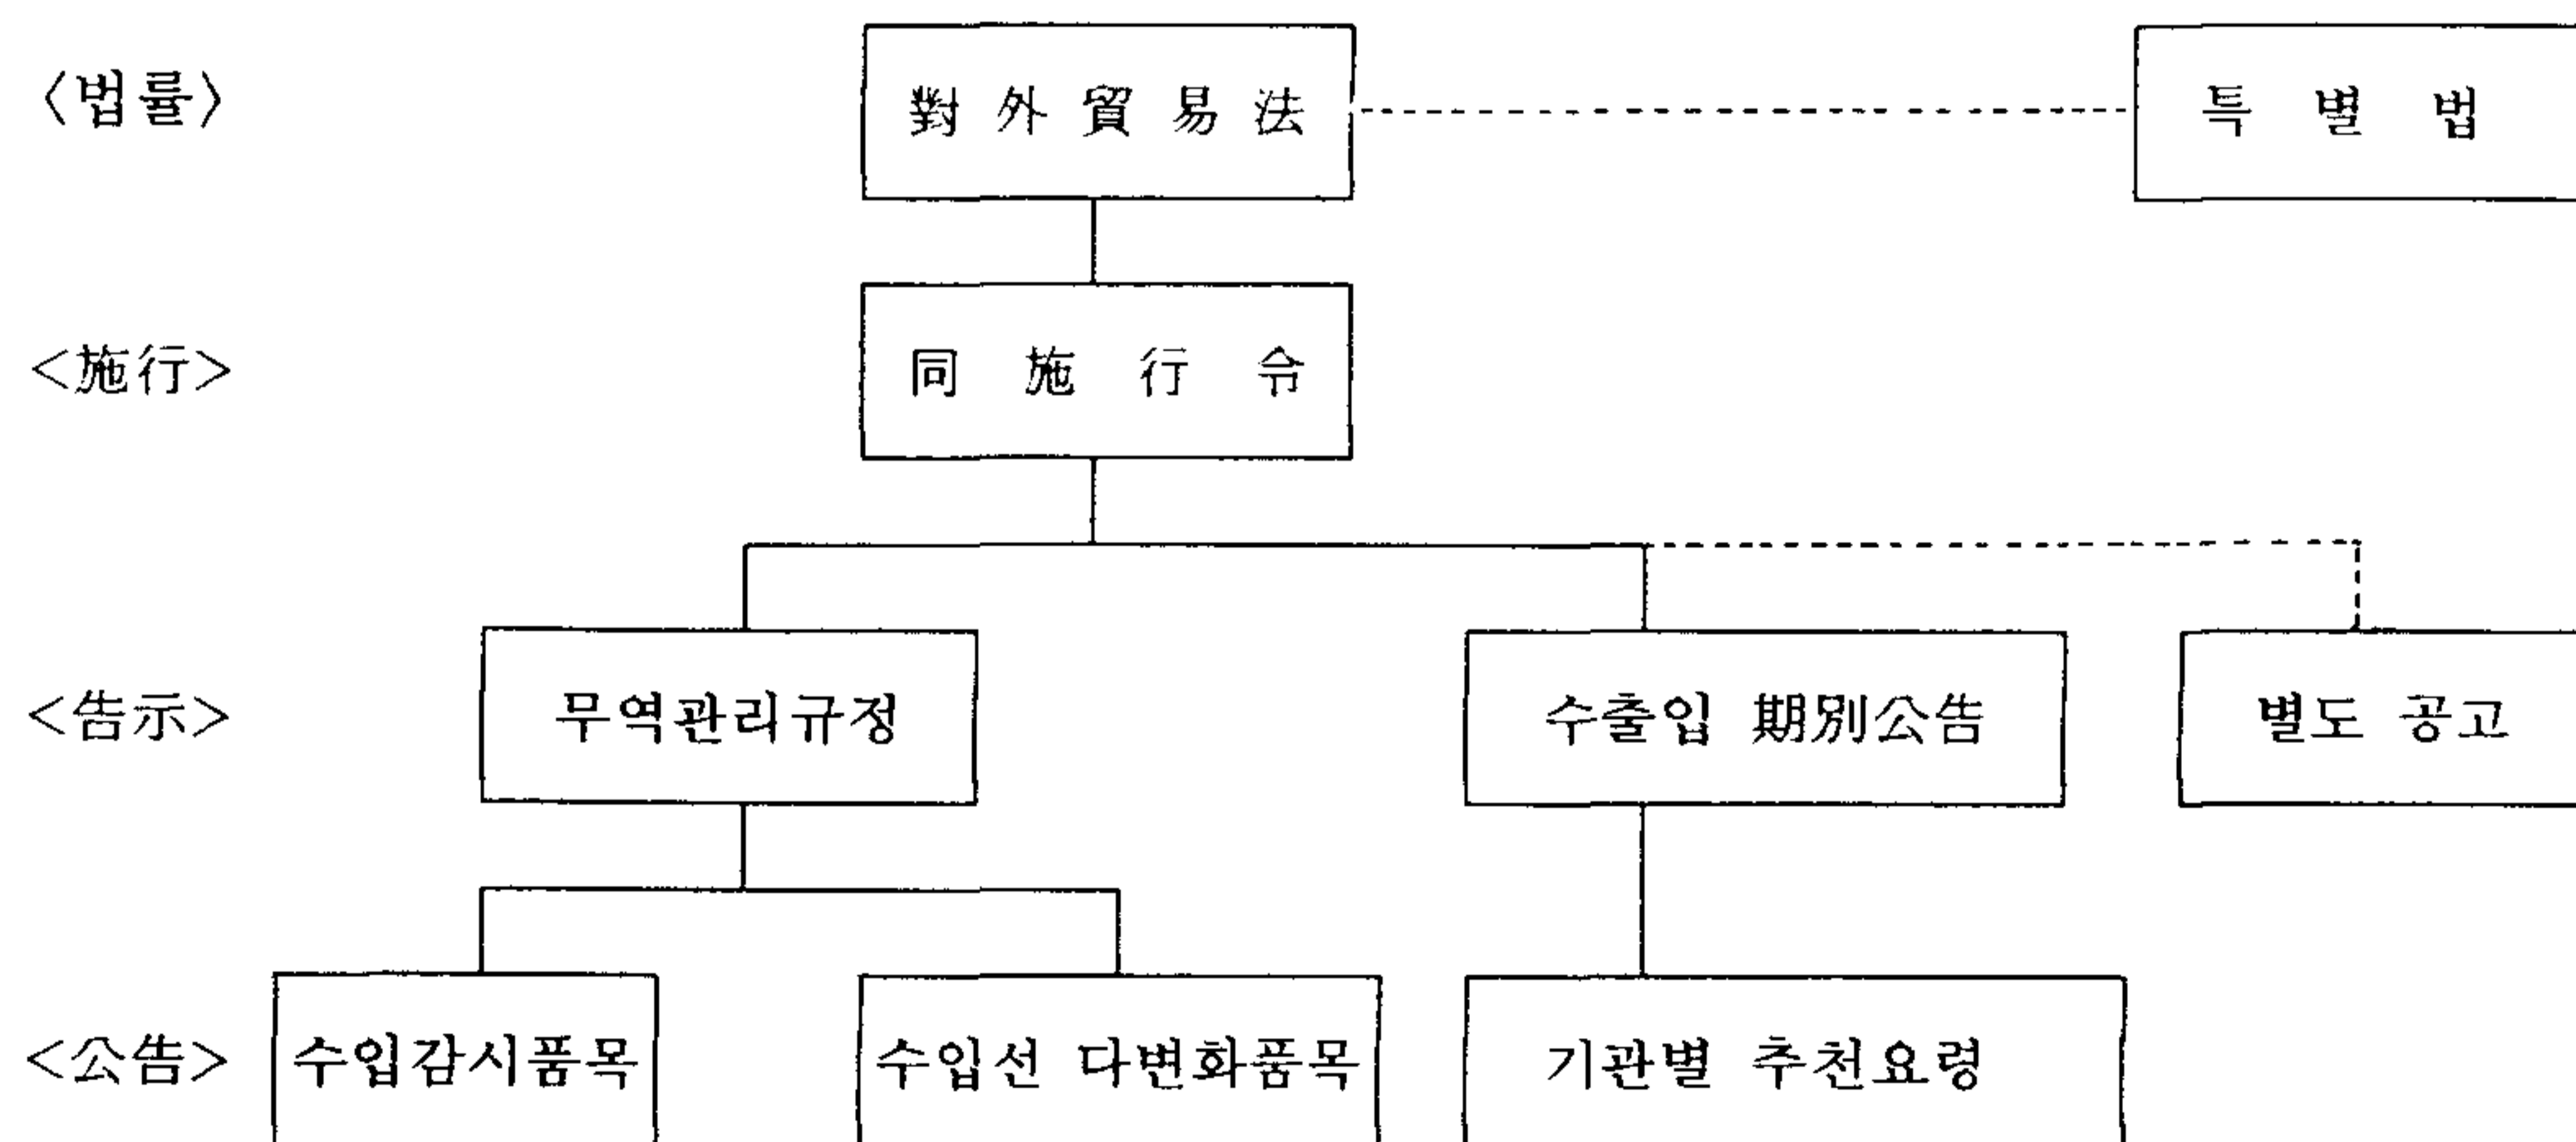 〈법률〉 對外貿易法 특별법
<施行> 同施行令
<告示> 무역관리규정 수출입 期別公告 별도 공고
<公告> 수입감시품목 수입선 다변화품목 기관별 추천요령